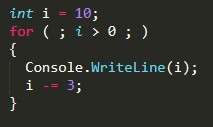 int i = 10;
for ( ; i > 0 ; )
{
  Console.WriteLine(i);
  i -= 3;
}